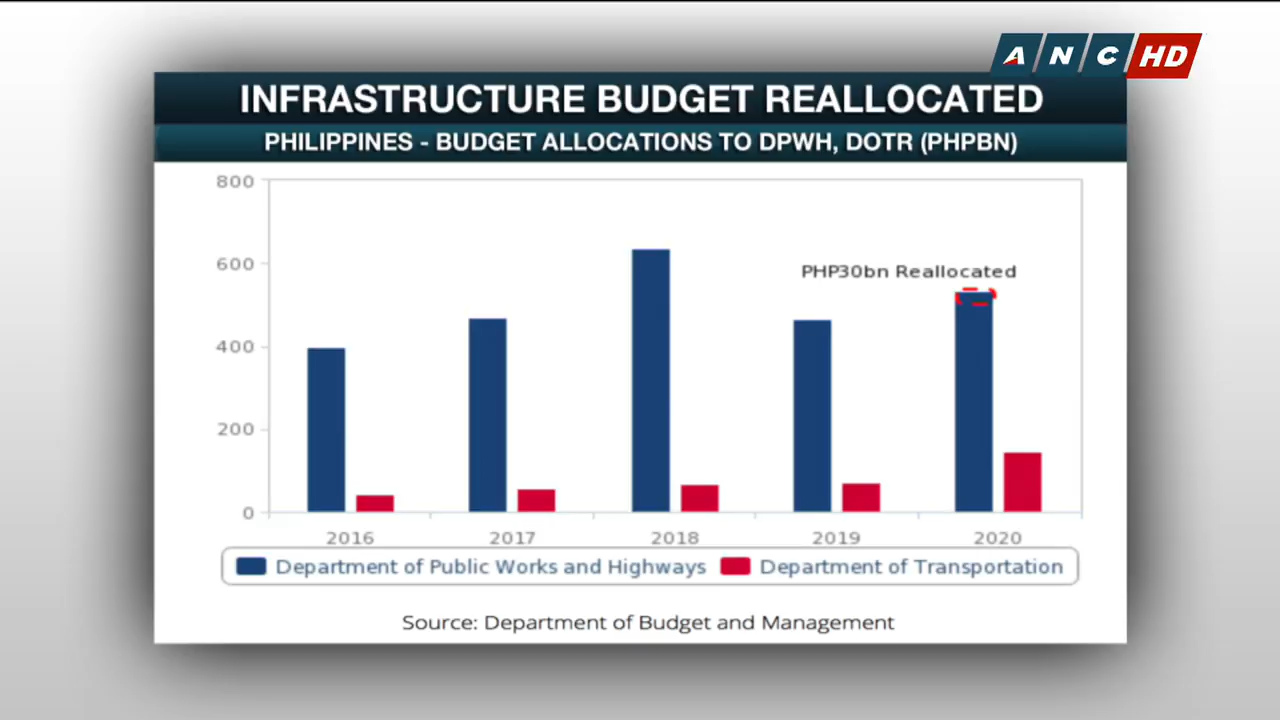 ANC HD
INFRASTRUCTURE BUDGET REALLOCATED
PHILIPPINES - BUDGET ALLOCATIONS TO DPWH, DOTR (PHPBN)
800
600
400
200
0
PHP30bn Reallocated
2016 2017 2018 2019 2020
Department of Public Works and Highways Department of Transportation
Source: Department of Budget and Management